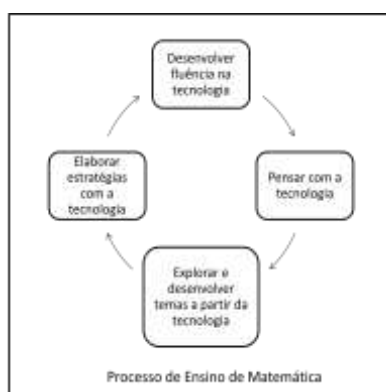 Desenvolver
fluência na
tecnologia
Elaborar
estratégias
com a
tecnologia
Pensar com a
tecnologia
Explorar e
desenvolver
temas a partir da
tecnologia
Processo de Ensino de Matemática